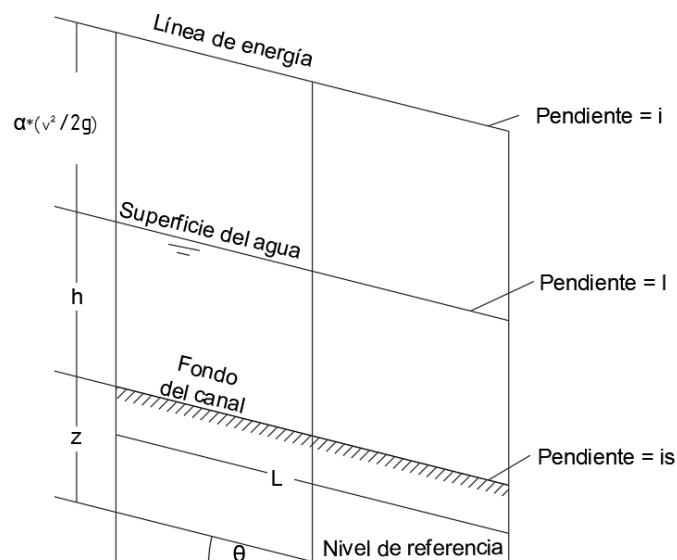 Línea de energía
α*(v²/2g)
Pendiente = i
Superficie del agua
Pendiente = I
h
Fondo
del canal
z
Pendiente = is
L
Nivel de referencia
θ